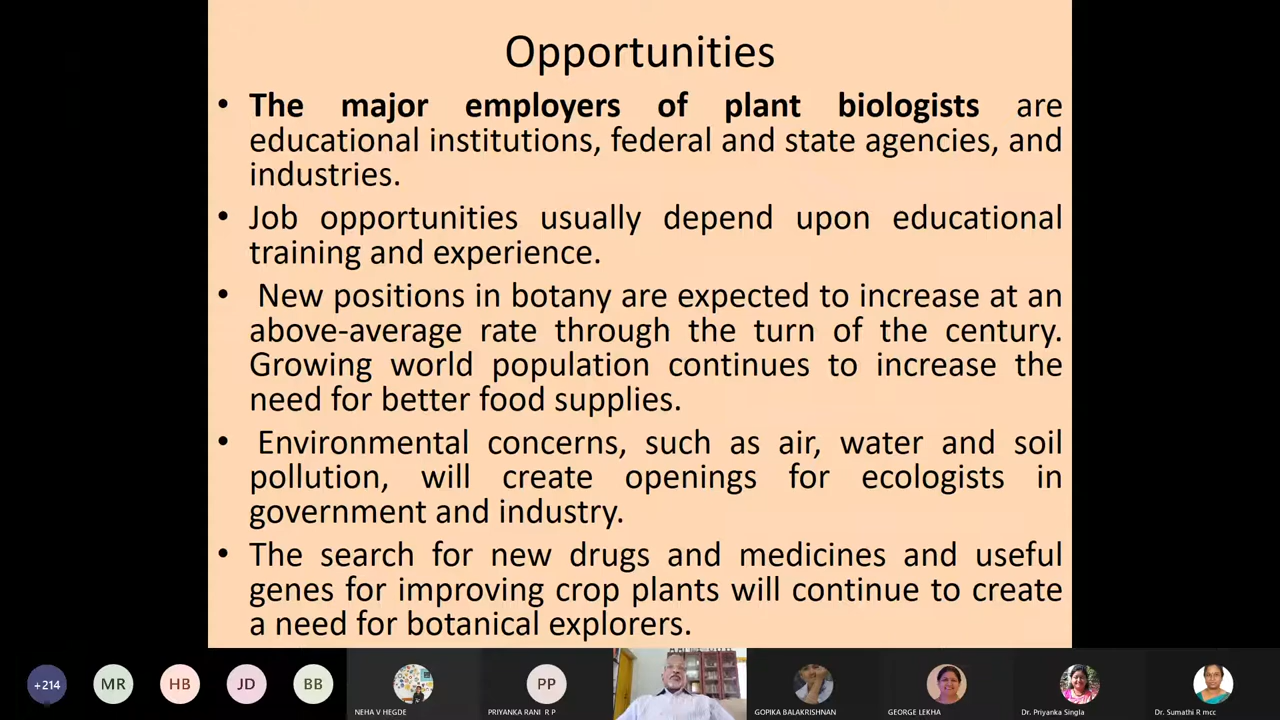 Opportunities
• The major employers of plant biologists are
educational institutions, federal and state agencies, and
industries.
• Job opportunities usually depend upon educational
training and experience.
• New positions in botany are expected to increase at an
above-average rate through the turn of the century.
Growing world population continues to increase the
need for better food supplies.
• Environmental concerns, such as air, water and soil
pollution, will create openings for ecologists in
government and industry.
• The search for new drugs and medicines and useful
genes for improving crop plants will continue to create
a need for botanical explorers.
+214 MR HB JD BB PP
NEHA V HEGDE PRIYANKA RANI R P GOPIKA BALAKRISHNAN GEORGE LEKHA Dr. Priyanka Singla Dr. Sumathi R mcc